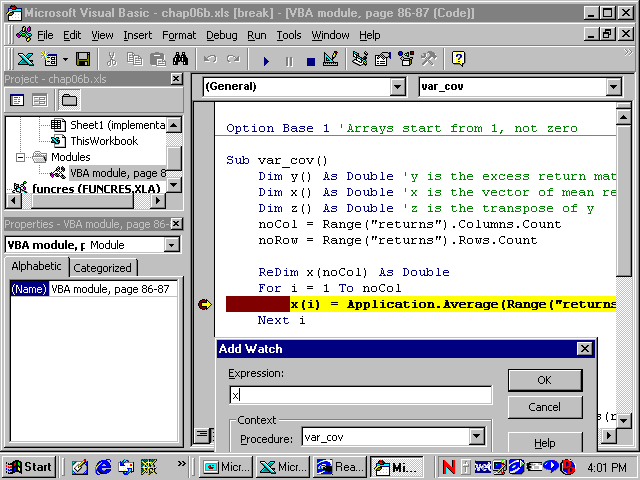 Microsoft Visual Basic - chap06b.xls [break] - [VBA module, page 86-87 (Code)]
File Edit View Insert Format Debug Run Tools Window Help
Project - chap06b.xls
Sheet1 (implementa
ThisWorkbook
Modules
VBA module, page 86-
funcres (FUNCRES.XLA)
Properties - VBA module, page 86-
VBA module, p Module
Alphabetic Categorized
(Name) VBA module, page 86-87
(General) var_cov
Option Base 1 'Arrays start from 1, not zero
Sub var_cov()
Dim y() As Double 'y is the excess return mat
Dim x() As Double 'x is the vector of mean re
Dim z() As Double 'z is the transpose of y
noCol = Range("returns").Columns.Count
noRow = Range("returns").Rows.Count
ReDim x(noCol) As Double
For i = 1 To noCol
x(i) = Application.Average(Range("returns
Next i
Add Watch
Expression:
x
OK
Cancel
Help
Context
Procedure: var_cov
s(r
Start Micr... Micr... Rea... Mi... 4:01 PM